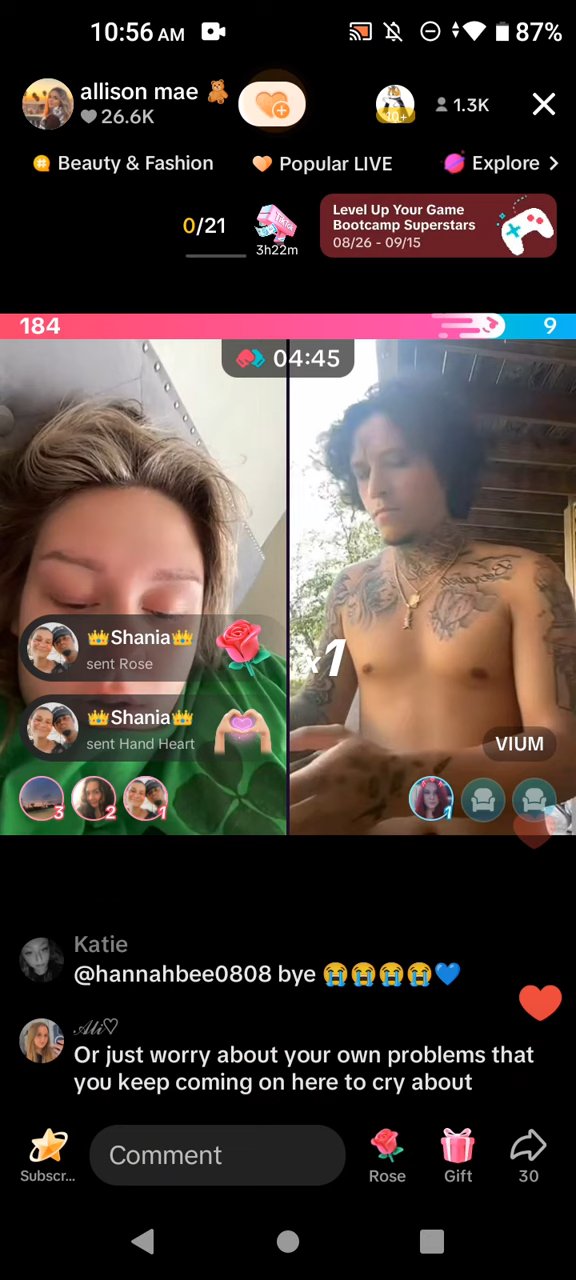 10:56 AM 87%
allison mae 🧸
26.6K
10+
1.3K
Beauty & Fashion Popular LIVE Explore
0/21
3h22m
Level Up Your Game
Bootcamp Superstars
08/26 - 09/15
184 9
04:45
👑Shania👑
sent Rose
x1
👑Shania👑
sent Hand Heart
VIUM
3 2 1 1
Katie
@hannahbee0808 bye 😭😭😭😭💙
𝒜𝓁𝒾♡
Or just worry about your own problems that
you keep coming on here to cry about
Subscr... Comment Rose Gift 30